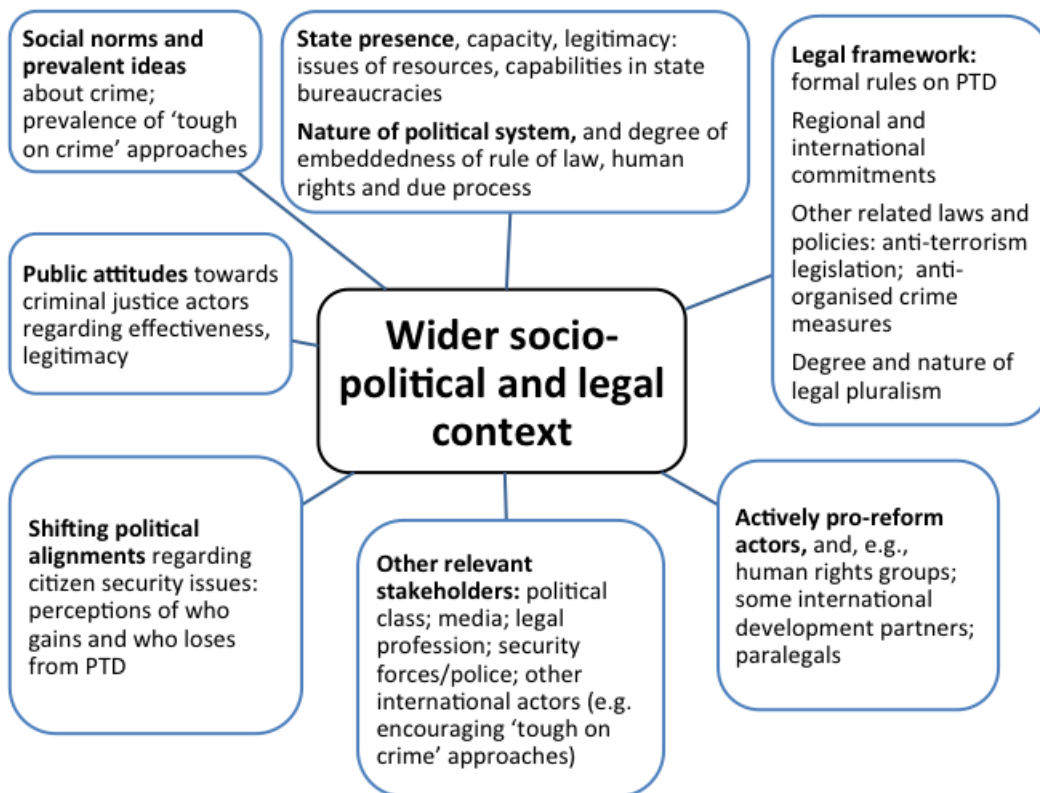 Social norms and
prevalent ideas
about crime;
prevalence of ‘tough
on crime’ approaches
State presence, capacity, legitimacy:
issues of resources, capabilities in state
bureaucracies
Nature of political system, and degree of
embeddedness of rule of law, human
rights and due process
Legal framework:
formal rules on PTD
Regional and
international
commitments
Other related laws and
policies: anti-terrorism
legislation; anti-
organised crime
measures
Degree and nature of
legal pluralism
Public attitudes towards
criminal justice actors
regarding effectiveness,
legitimacy
Wider socio-
political and legal
context
Shifting political
alignments regarding
citizen security issues:
perceptions of who
gains and who loses
from PTD
Other relevant
stakeholders: political
class; media; legal
profession; security
forces/police; other
international actors (e.g.
encouraging ‘tough on
crime’ approaches)
Actively pro-reform
actors, and, e.g.,
human rights groups;
some international
development partners;
paralegals